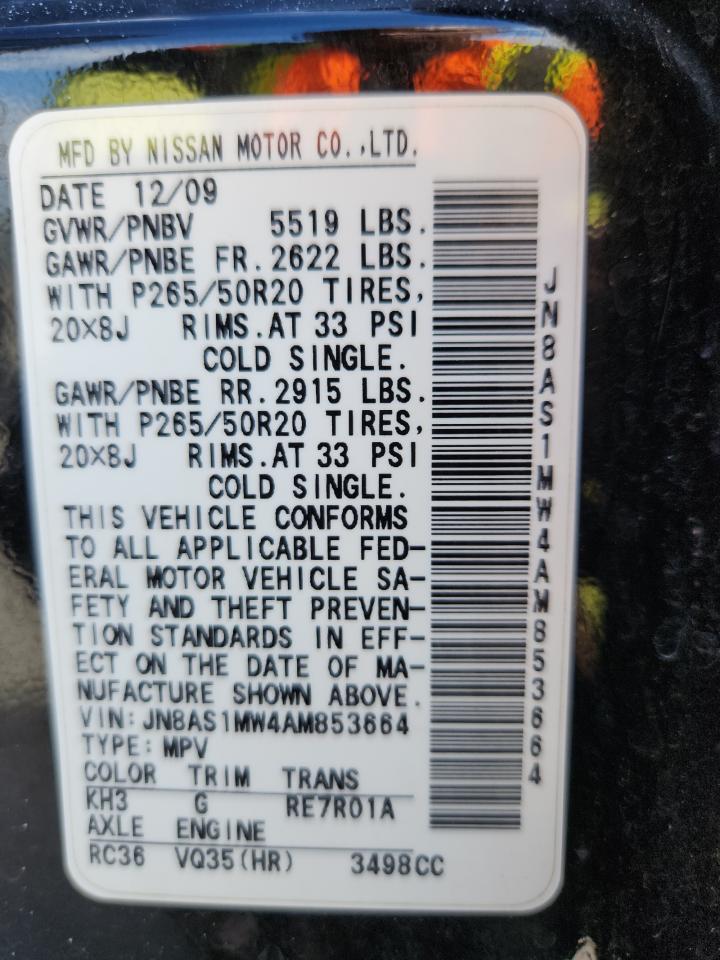 MFD BY NISSAN MOTOR CO.,LTD.
DATE 12/09
GVWR/PNBV 5519 LBS.
GAWR/PNBE FR.2622 LBS.
WITH P265/50R20 TIRES,
20×8J RIMS.AT 33 PSI
COLD SINGLE.
GAWR/PNBE RR.2915 LBS.
WITH P265/50R20 TIRES,
20×8J RIMS.AT 33 PSI
COLD SINGLE.
THIS VEHICLE CONFORMS
TO ALL APPLICABLE FED-
ERAL MOTOR VEHICLE SA-
FETY AND THEFT PREVEN-
TION STANDARDS IN EFF-
ECT ON THE DATE OF MA-
NUFACTURE SHOWN ABOVE.
VIN:JN8AS1MW4AM853664
TYPE:MPV
COLOR TRIM TRANS
KH3 G RE7R01A
AXLE ENGINE
RC36 VQ35(HR) 3498CC
JN8AS1MW4AM853664